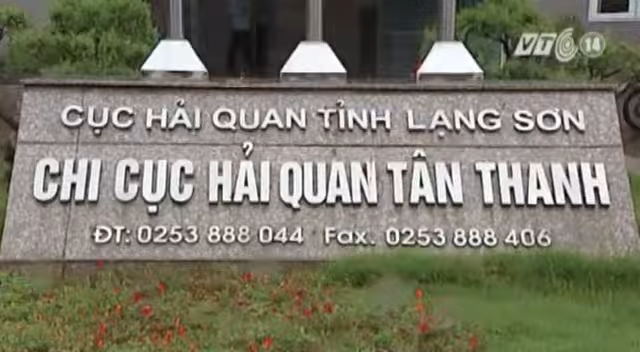 VTC 14
CỤC HẢI QUAN TỈNH LẠNG SƠN
CHI CỤC HẢI QUAN TÂN THANH
ĐT: 0253 888 044 Fax. 0253 888 406